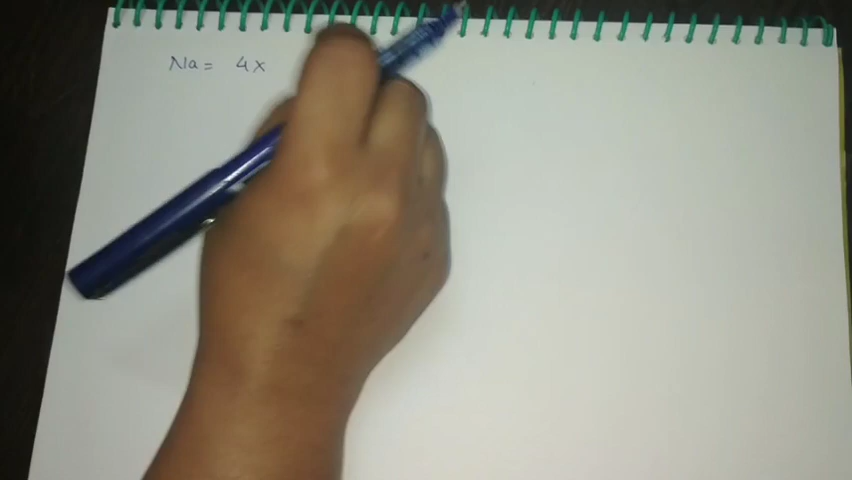 Na = 4x